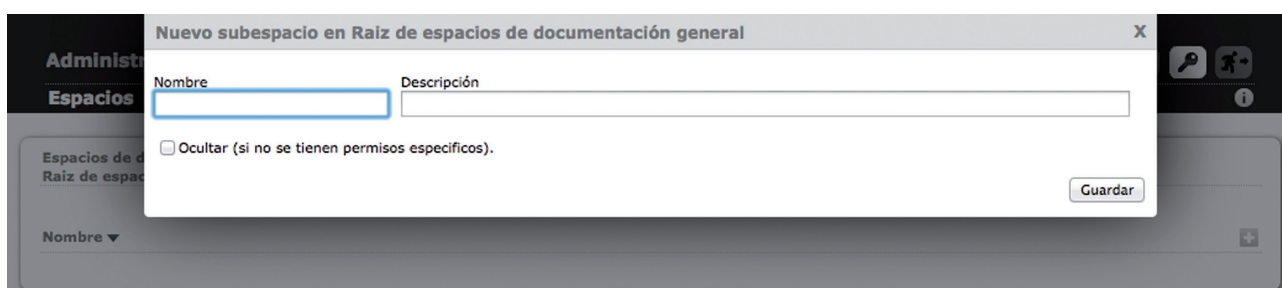 Nuevo subespacio en Raiz de espacios de documentación general X
Administr
Espacios
Nombre Descripción
Ocultar (si no se tienen permisos especificos).
Espacios de d
Raiz de espac
Guardar
Nombre